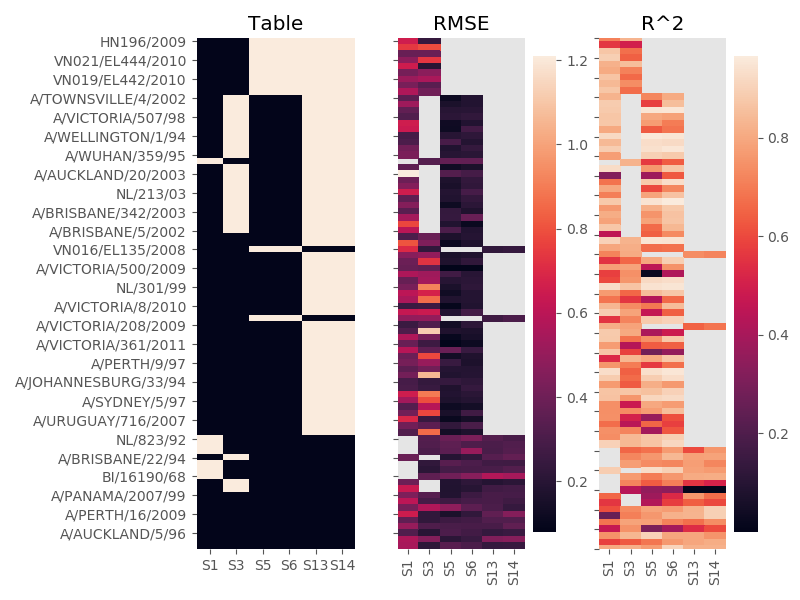 Table
RMSE
R^2
HN196/2009
VN021/EL444/2010
VN019/EL442/2010
A/TOWNSVILLE/4/2002
A/VICTORIA/507/98
A/WELLINGTON/1/94
A/WUHAN/359/95
A/AUCKLAND/20/2003
NL/213/03
A/BRISBANE/342/2003
A/BRISBANE/5/2002
VN016/EL135/2008
A/VICTORIA/500/2009
NL/301/99
A/VICTORIA/8/2010
A/VICTORIA/208/2009
A/VICTORIA/361/2011
A/PERTH/9/97
A/JOHANNESBURG/33/94
A/SYDNEY/5/97
A/URUGUAY/716/2007
NL/823/92
A/BRISBANE/22/94
BI/16190/68
A/PANAMA/2007/99
A/PERTH/16/2009
A/AUCKLAND/5/96
S1 S3 S5 S6 S13 S14
S1 S3 S5 S6 S13 S14
1.2
1.0
0.8
0.6
0.4
0.2
S1 S3 S5 S6 S13 S14
0.8
0.6
0.4
0.2